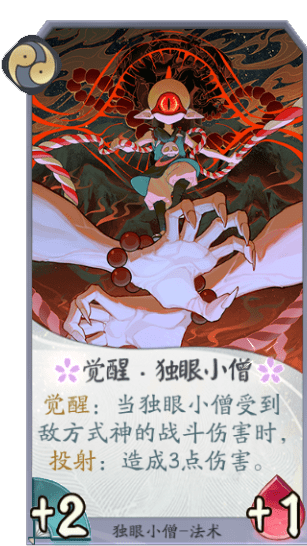 觉醒·独眼小僧
觉醒：当独眼小僧受到
敌方式神的战斗伤害时，
投射：造成3点伤害。
+2
独眼小僧-法术
+1